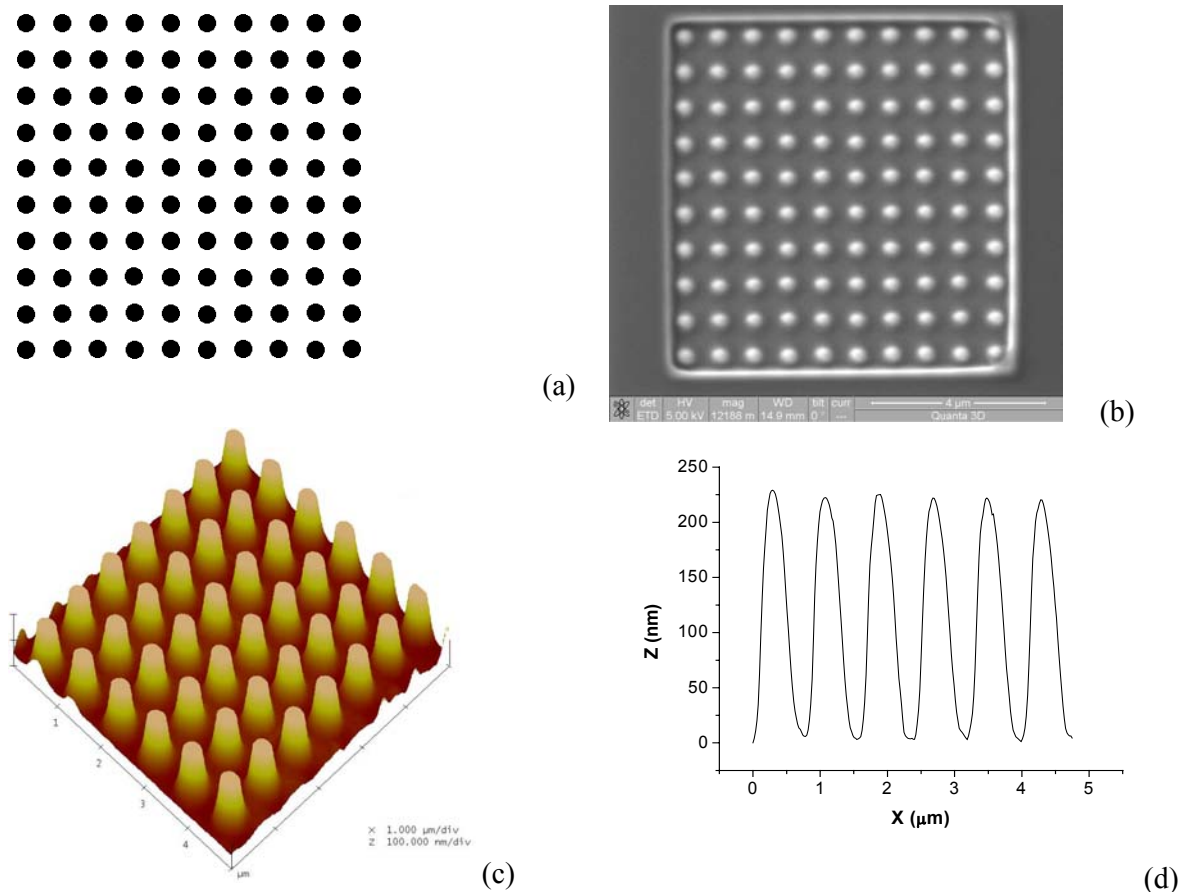 (a)
det HV mag WD tilt curr 4 µm
ETD 5.00 kV 12188 m 14.9 mm 0 ° --- Quanta 3D
(b)
1
2
3
4
µm
X 1.000 µm/div
Z 100.000 nm/div
(c)
250
200
150
100
50
0
Z (nm)
0 1 2 3 4 5
X (µm)
(d)